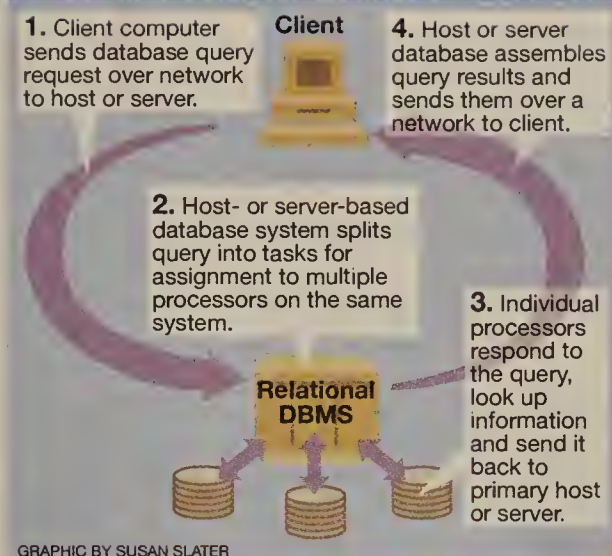 1. Client computer
sends database query
request over network
to host or server.
Client
4. Host or server
database assembles
query results and
sends them over a
network to client.
2. Host- or server-based
database system splits
query into tasks for
assignment to multiple
processors on the same
system.
3. Individual
processors
respond to
the query,
look up
information
and send it
back to
primary host
or server.
Relational
DBMS
GRAPHIC BY SUSAN SLATER